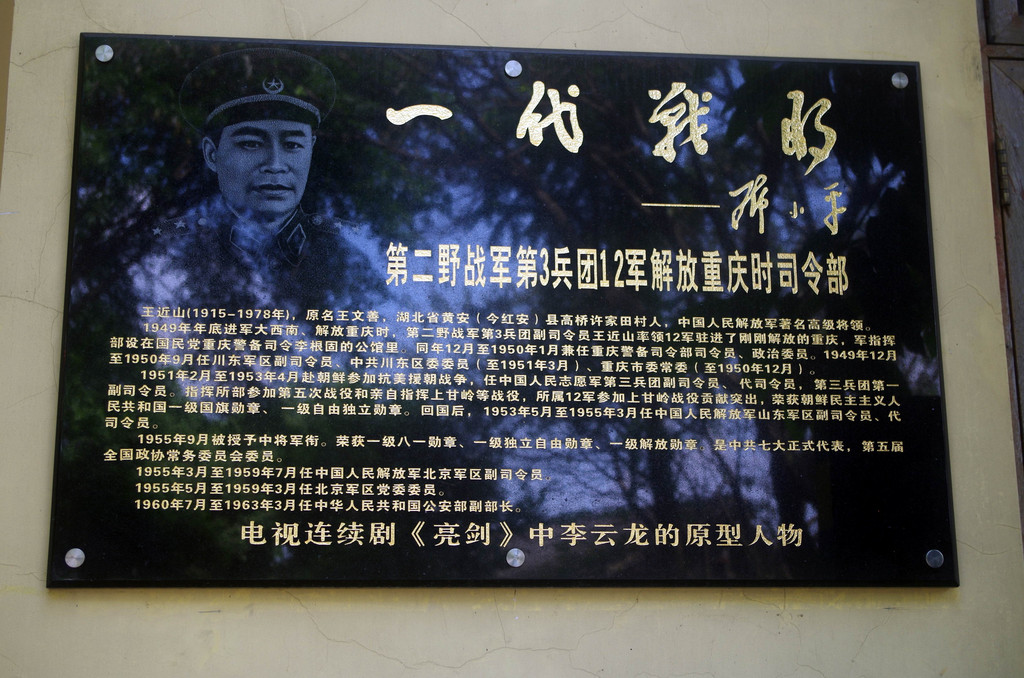 一代战将
——邓小平
第二野战军第3兵团12军解放重庆时司令部
王近山(1915-1978年)，原名王文善，湖北省黄安（今红安）县高桥许家田村人，中国人民解放军著名高级将领。
1949年年底进军大西南、解放重庆时，第二野战军第3兵团副司令员王近山率领12军驻进了刚刚解放的重庆，军指挥
部设在国民党重庆警备司令李根固的公馆里。同年12月至1950年1月兼任重庆警备司令部司令员、政治委员。1949年12月
至1950年9月任川东军区副司令员、中共川东区委委员（至1951年3月）、重庆市委常委（至1950年12月）。
1951年2月至1953年4月赴朝鲜参加抗美援朝战争，任中国人民志愿军第三兵团副司令员、代司令员，第三兵团第一
副司令员。指挥所部参加第五次战役和亲自指挥上甘岭等战役，所属12军参加上甘岭战役贡献突出，荣获朝鲜民主主义人
民共和国一级国旗勋章、一级自由独立勋章。回国后，1953年5月至1955年3月任中国人民解放军山东军区副司令员、代
司令员。
1955年9月被授予中将军衔。荣获一级八一勋章、一级独立自由勋章、一级解放勋章。是中共七大正式代表，第五届
全国政协常务委员会委员。
1955年3月至1959年7月任中国人民解放军北京军区副司令员。
1955年5月至1959年3月任北京军区党委委员。
1960年7月至1963年3月任中华人民共和国公安部副部长。
电视连续剧《亮剑》中李云龙的原型人物